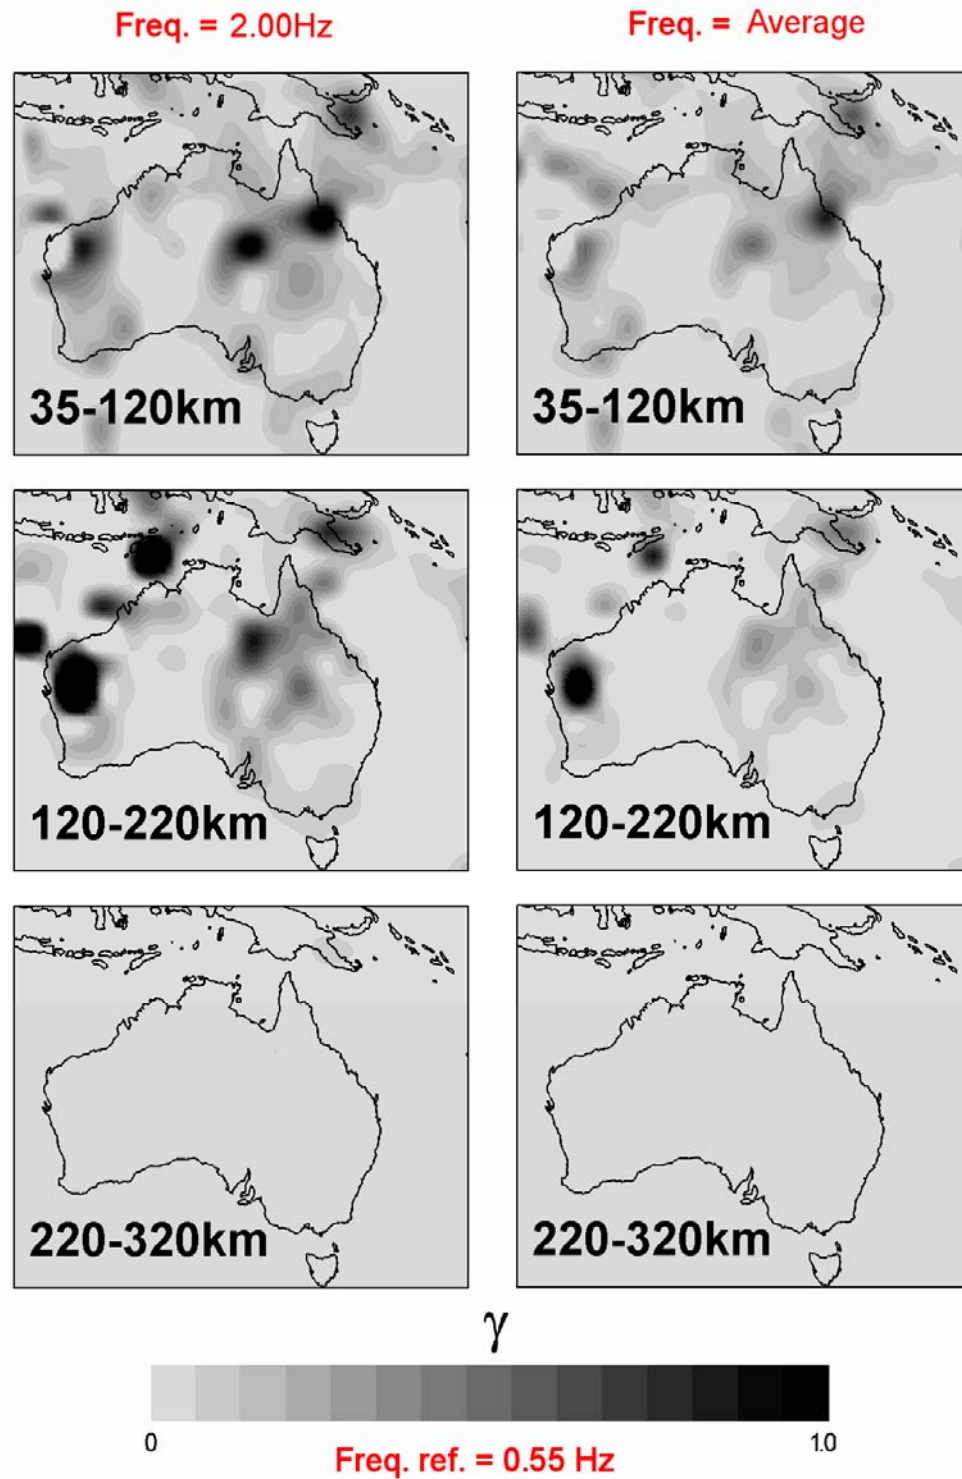 Freq. = 2.00Hz
Freq. = Average
35-120km
35-120km
120-220km
120-220km
220-320km
220-320km
γ
0
1.0
Freq. ref. = 0.55 Hz